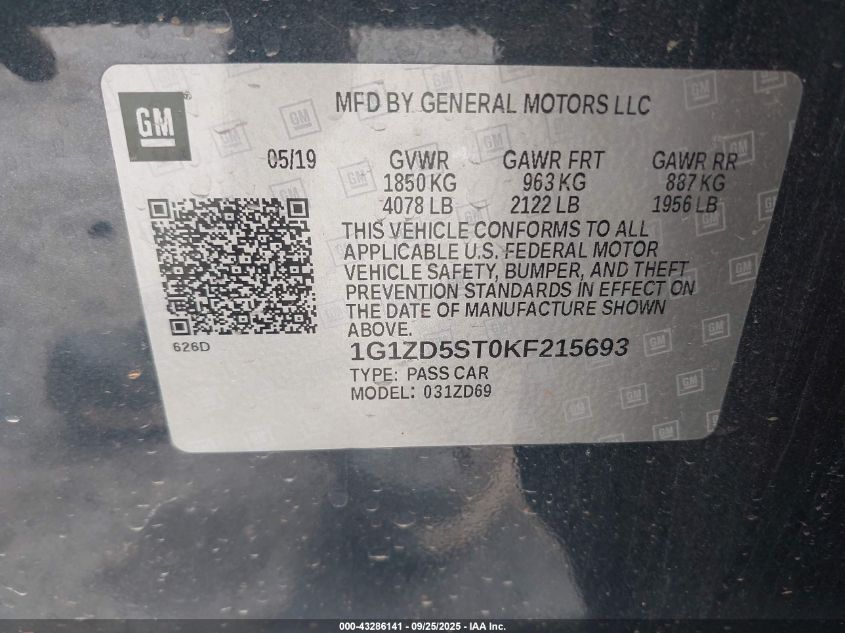 GM
MFD BY GENERAL MOTORS LLC
05/19 GVWR GAWR FRT GAWR RR
1850 KG 963 KG 887 KG
4078 LB 2122 LB 1956 LB
THIS VEHICLE CONFORMS TO ALL
APPLICABLE U.S. FEDERAL MOTOR
VEHICLE SAFETY, BUMPER, AND THEFT
PREVENTION STANDARDS IN EFFECT ON
THE DATE OF MANUFACTURE SHOWN
ABOVE.
626D
1G1ZD5ST0KF215693
TYPE: PASS CAR
MODEL: 031ZD69
000-43286141 - 09/25/2025 - IAA Inc.